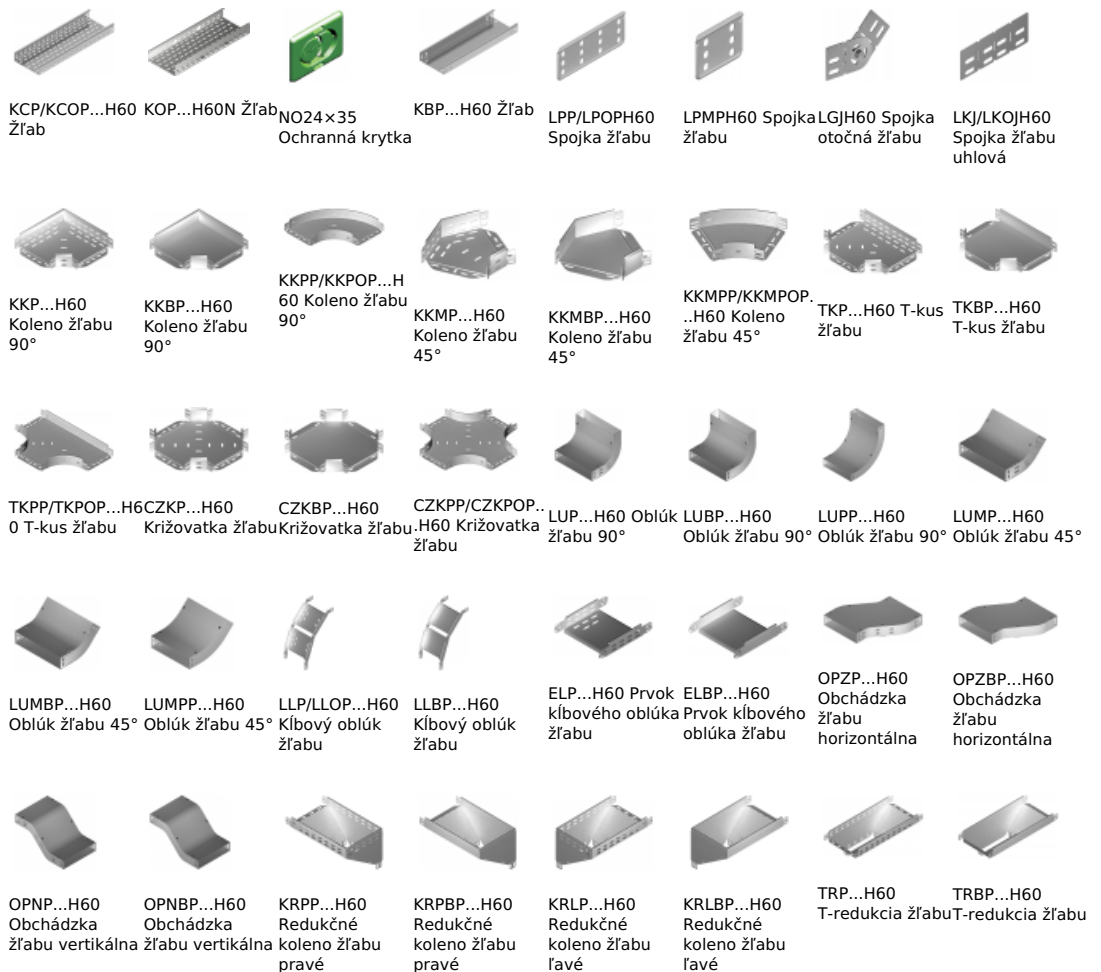 KCP/KCOP...H60
Žľab
KOP...H60N Žľab
NO24×35
Ochranná krytka
KBP...H60 Žľab
LPP/LPOPH60
Spojka žľabu
LPMPH60 Spojka
žľabu
LGJH60 Spojka
otočná žľabu
LKJ/LKOJH60
Spojka žľabu
uhlová
KKP...H60
Koleno žľabu
90°
KKBP...H60
Koleno žľabu
90°
KKPP/KKPOP...H
60 Koleno žľabu
90°
KKMP...H60
Koleno žľabu
45°
KKMBP...H60
Koleno žľabu
45°
KKMPP/KKMPOP.
..H60 Koleno
žľabu 45°
TKP...H60 T-kus
žľabu
TKBP...H60
T-kus žľabu
TKPP/TKPOP...H6
0 T-kus žľabu
CZKP...H60
Križovatka žľabu
CZKBP...H60
Križovatka žľabu
CZKPP/CZKPOP..
.H60 Križovatka
žľabu
LUP...H60 Oblúk
žľabu 90°
LUBP...H60
Oblúk žľabu 90°
LUPP...H60
Oblúk žľabu 90°
LUMP...H60
Oblúk žľabu 45°
LUMBP...H60
Oblúk žľabu 45°
LUMPP...H60
Oblúk žľabu 45°
LLP/LLOP...H60
Kĺbový oblúk
žľabu
LLBP...H60
Kĺbový oblúk
žľabu
ELP...H60 Prvok
kĺbového oblúka
žľabu
ELBP...H60
Prvok kĺbového
oblúka žľabu
OPZP...H60
Obchádzka
žľabu
horizontálna
OPZBP...H60
Obchádzka
žľabu
horizontálna
OPNP...H60
Obchádzka
žľabu vertikálna
OPNBP...H60
Obchádzka
žľabu vertikálna
KRPP...H60
Redukčné
koleno žľabu
pravé
KRPBP...H60
Redukčné
koleno žľabu
pravé
KRLP...H60
Redukčné
koleno žľabu
ľavé
KRLBP...H60
Redukčné
koleno žľabu
ľavé
TRP...H60
T-redukcia žľabu
TRBP...H60
T-redukcia žľabu